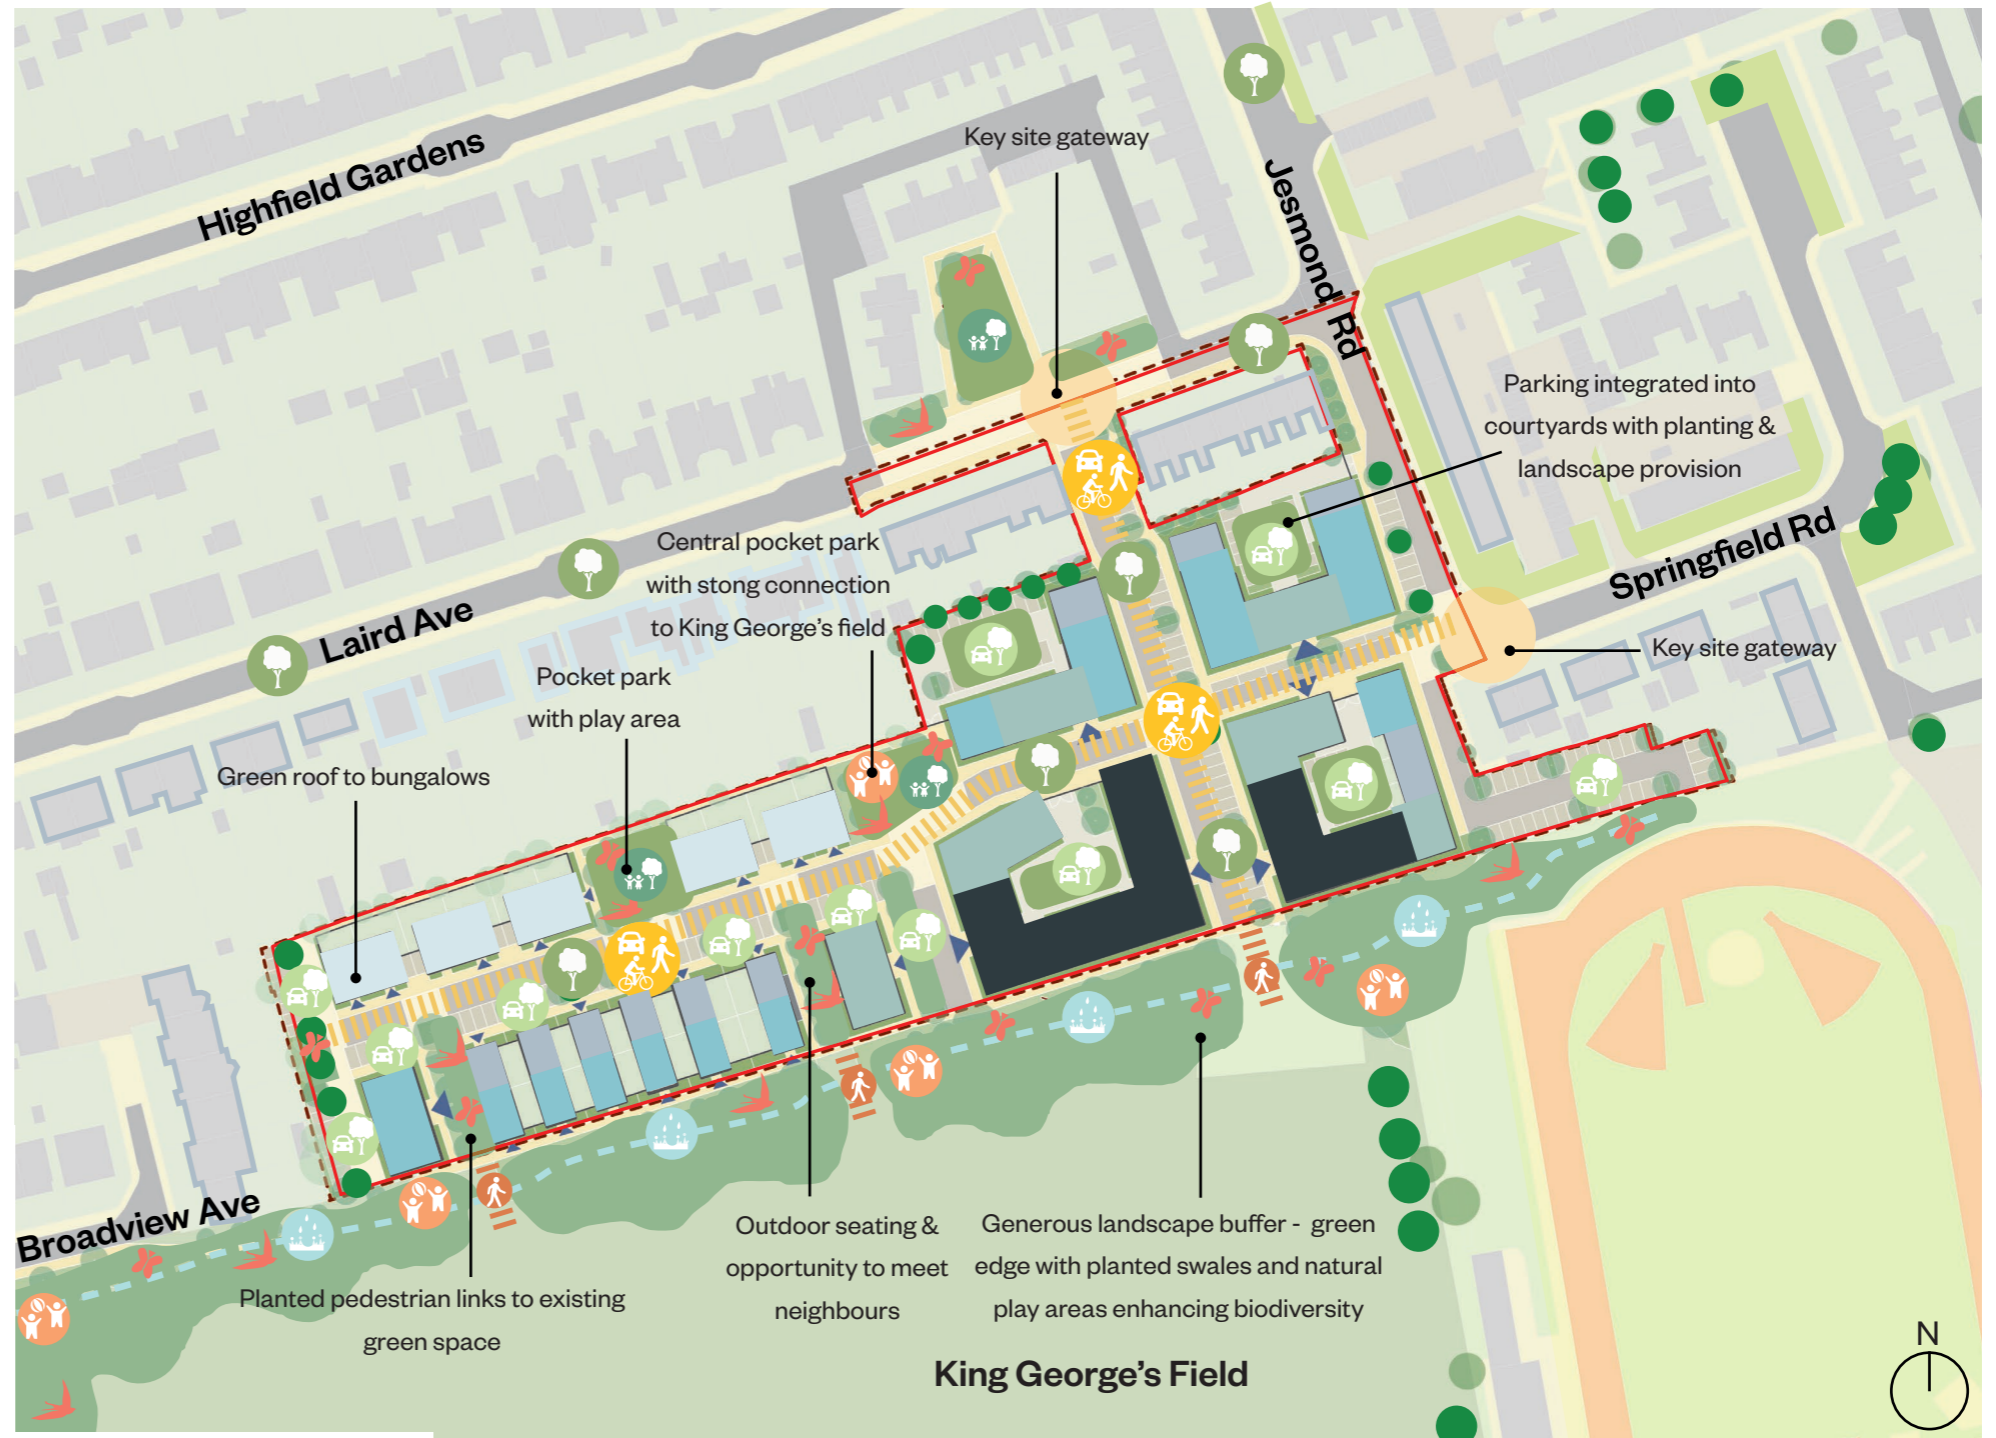 Key site gateway
Highfield Gardens
Jesmond Rd
Parking integrated into
courtyards with planting &
landscape provision
Central pocket park
with stong connection
to King George's field
Springfield Rd
Laird Ave
Key site gateway
Pocket park
with play area
Green roof to bungalows
Broadview Ave
Planted pedestrian links to existing
green space
Outdoor seating &
opportunity to meet
neighbours
Generous landscape buffer - green
edge with planted swales and natural
play areas enhancing biodiversity
King George's Field
N